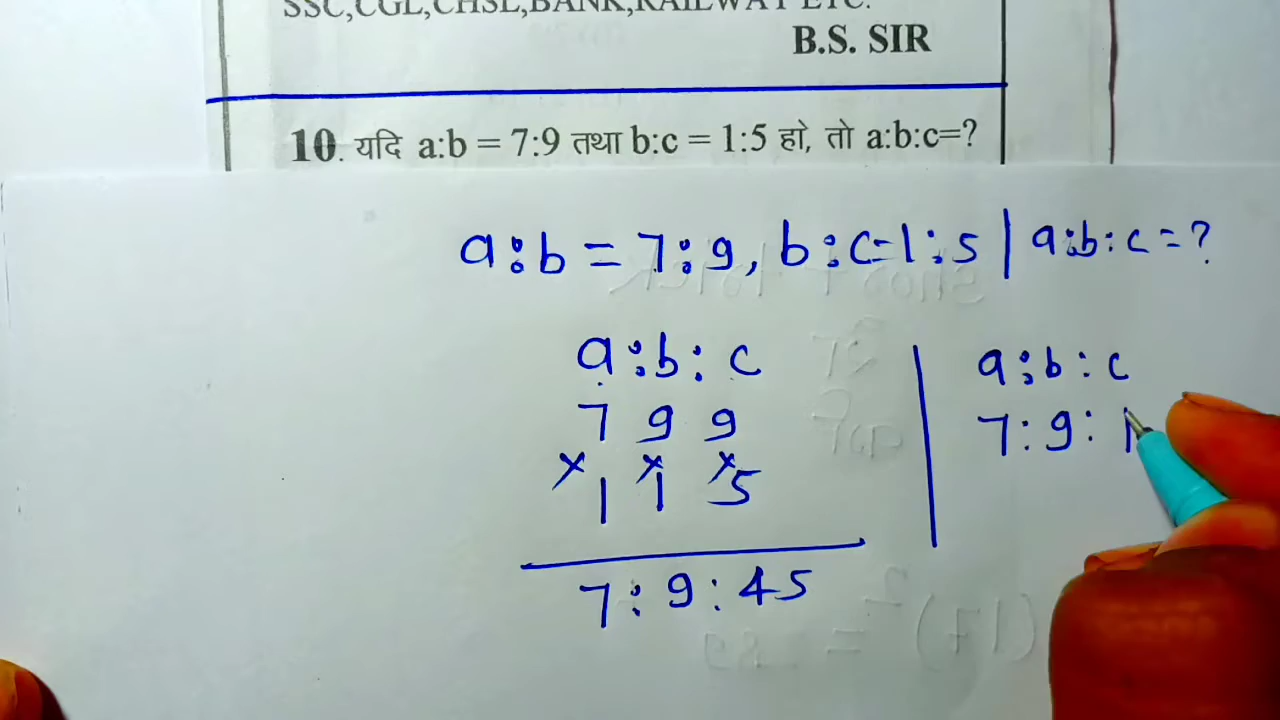 SSC,CGL,CHSL,BANK,RAILWAY ETC.
B.S. SIR
10. यदि a:b = 7:9 तथा b:c = 1:5 हो, तो a:b:c=?
a:b = 7:9, b:c=1:5 | a:b:c=?
a:b:c
7 9 9
× × ×
1 1 5
7:9:45
a:b:c
7:9: